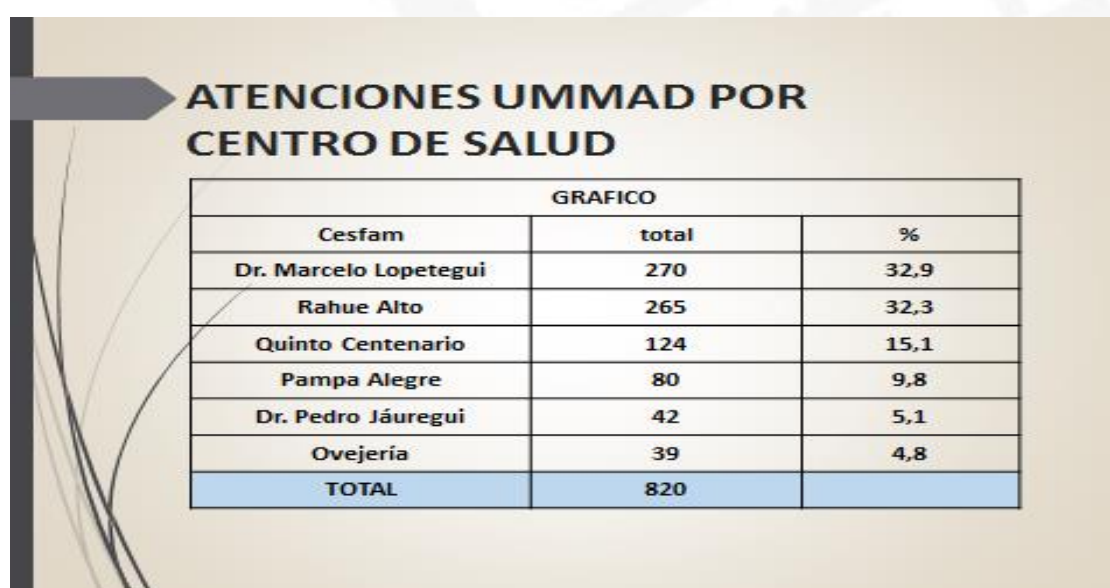 ATENCIONES UMMAD POR
CENTRO DE SALUD
GRAFICO
Cesfam total %
Dr. Marcelo Lopetegui 270 32,9
Rahue Alto 265 32,3
Quinto Centenario 124 15,1
Pampa Alegre 80 9,8
Dr. Pedro Jáuregui 42 5,1
Ovejería 39 4,8
TOTAL 820